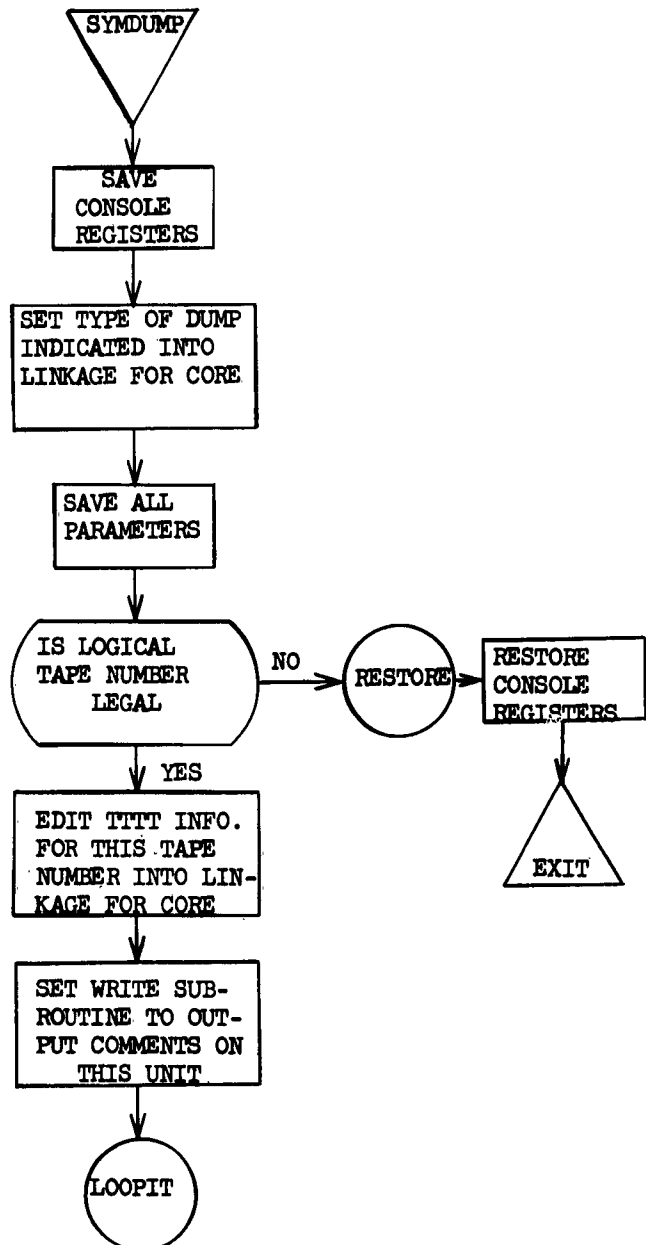 SYMDUMP
SAVE
CONSOLE
REGISTERS
SET TYPE OF DUMP
INDICATED INTO
LINKAGE FOR CORE
SAVE ALL
PARAMETERS
IS LOGICAL
TAPE NUMBER
LEGAL
NO
RESTORE
RESTORE
CONSOLE
REGISTERS
EXIT
YES
EDIT TTTT INFO.
FOR THIS TAPE
NUMBER INTO LIN-
KAGE FOR CORE
SET WRITE SUB-
ROUTINE TO OUT-
PUT COMMENTS ON
THIS UNIT
LOOPIT